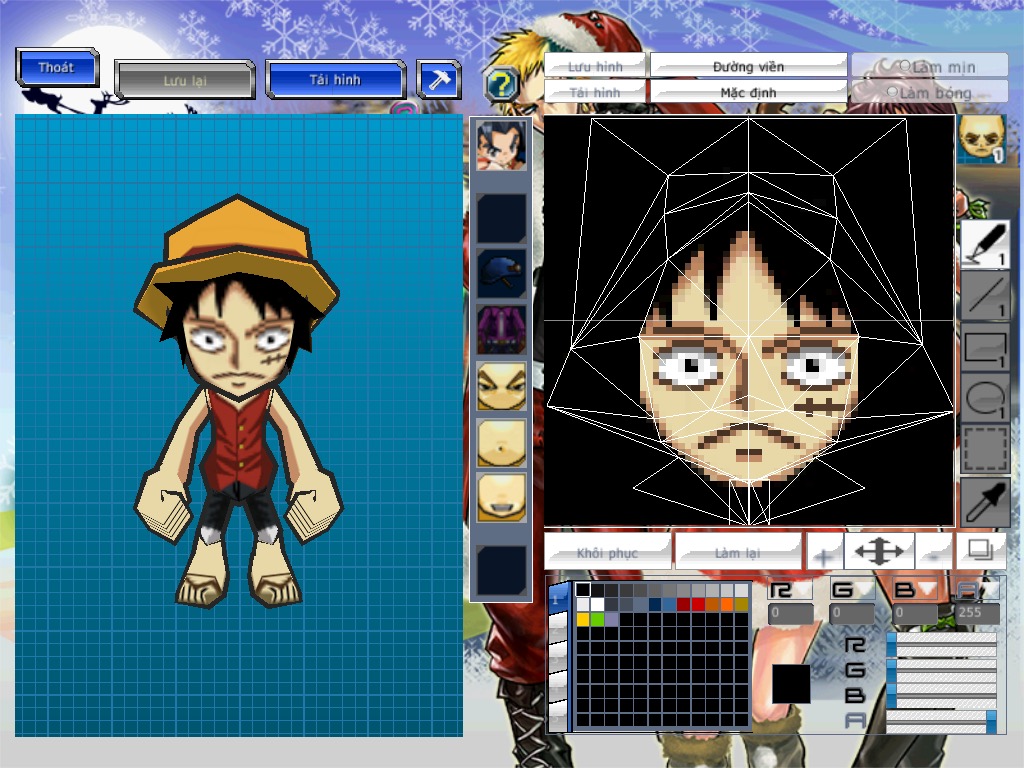 Thoát
Lưu lại
Tải hình
?
Lưu hình
Đường viền
Làm mịn
Tải hình
Mặc định
Làm bóng
1
1
1
1
1
Khôi phục
Làm lại
+
-
1
R G B A
0 0 0 255
R
G
B
A